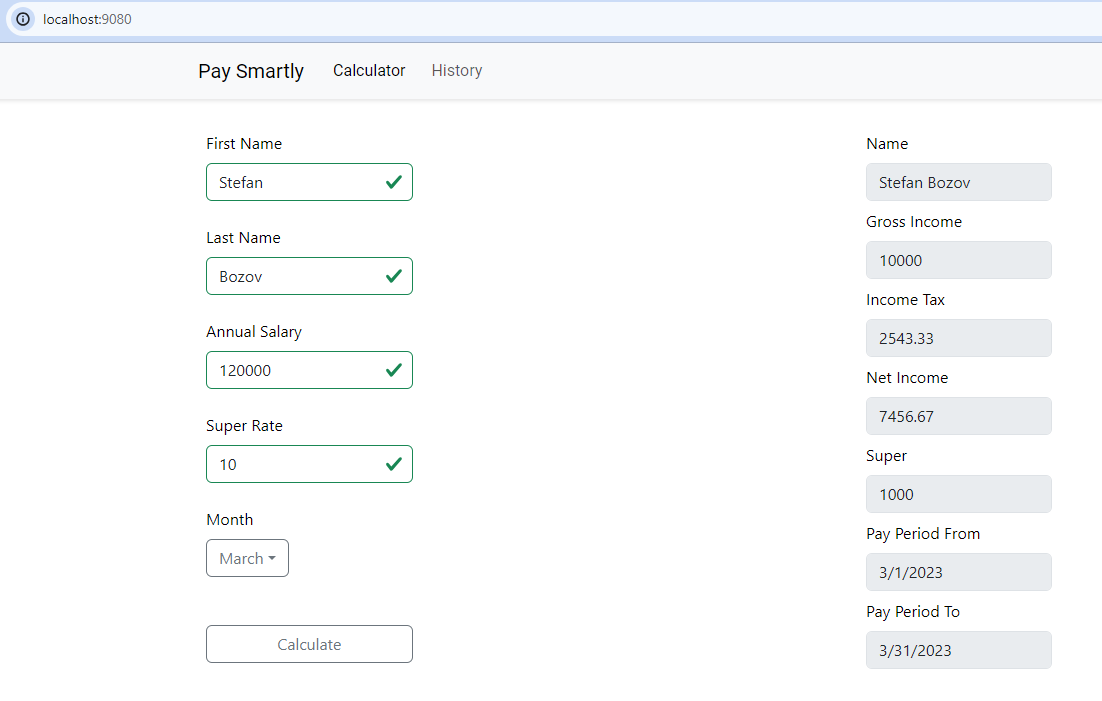 localhost:9080
Pay Smartly Calculator History
First Name
Stefan
Last Name
Bozov
Annual Salary
120000
Super Rate
10
Month
March
Calculate
Name
Stefan Bozov
Gross Income
10000
Income Tax
2543.33
Net Income
7456.67
Super
1000
Pay Period From
3/1/2023
Pay Period To
3/31/2023